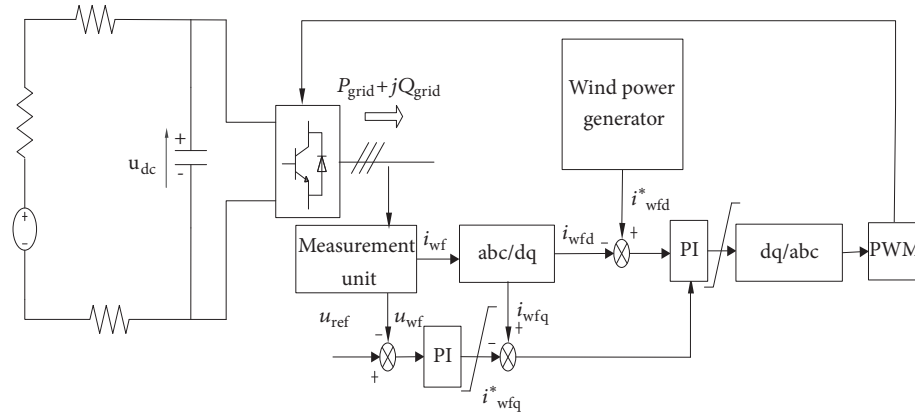 P_grid + jQ_grid
Wind power
generator
+
u_dc
-
+
-
i*_wfd
Measurement
unit
i_wf
abc/dq
i_wfd
-
+
PI
dq/abc
PWM
u_ref
u_wf
i_wfq
-
+
PI
-
+
i*_wfq